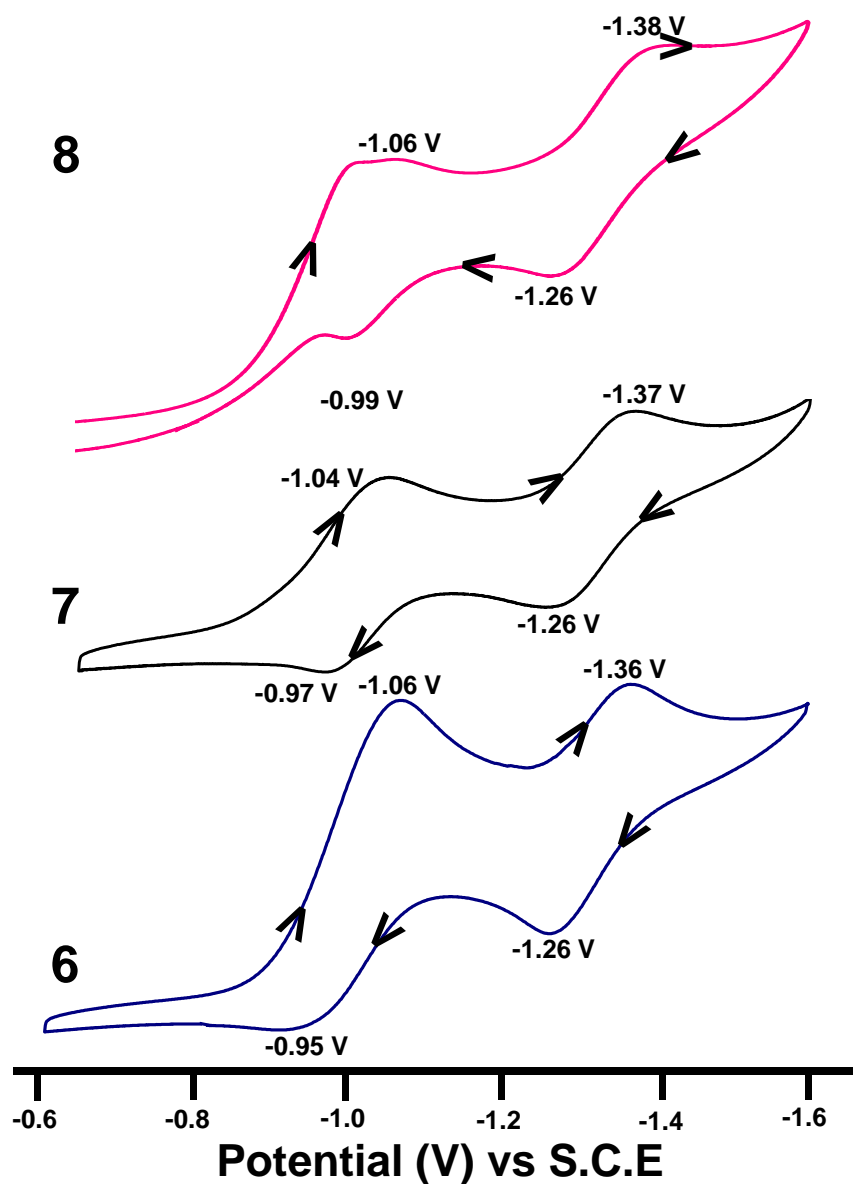 -1.38 V
-1.06 V
8
-1.26 V
-0.99 V
-1.37 V
-1.04 V
7
-1.26 V
-0.97 V
-1.06 V
-1.36 V
-1.26 V
6
-0.95 V
-0.6 -0.8 -1.0 -1.2 -1.4 -1.6
Potential (V) vs S.C.E